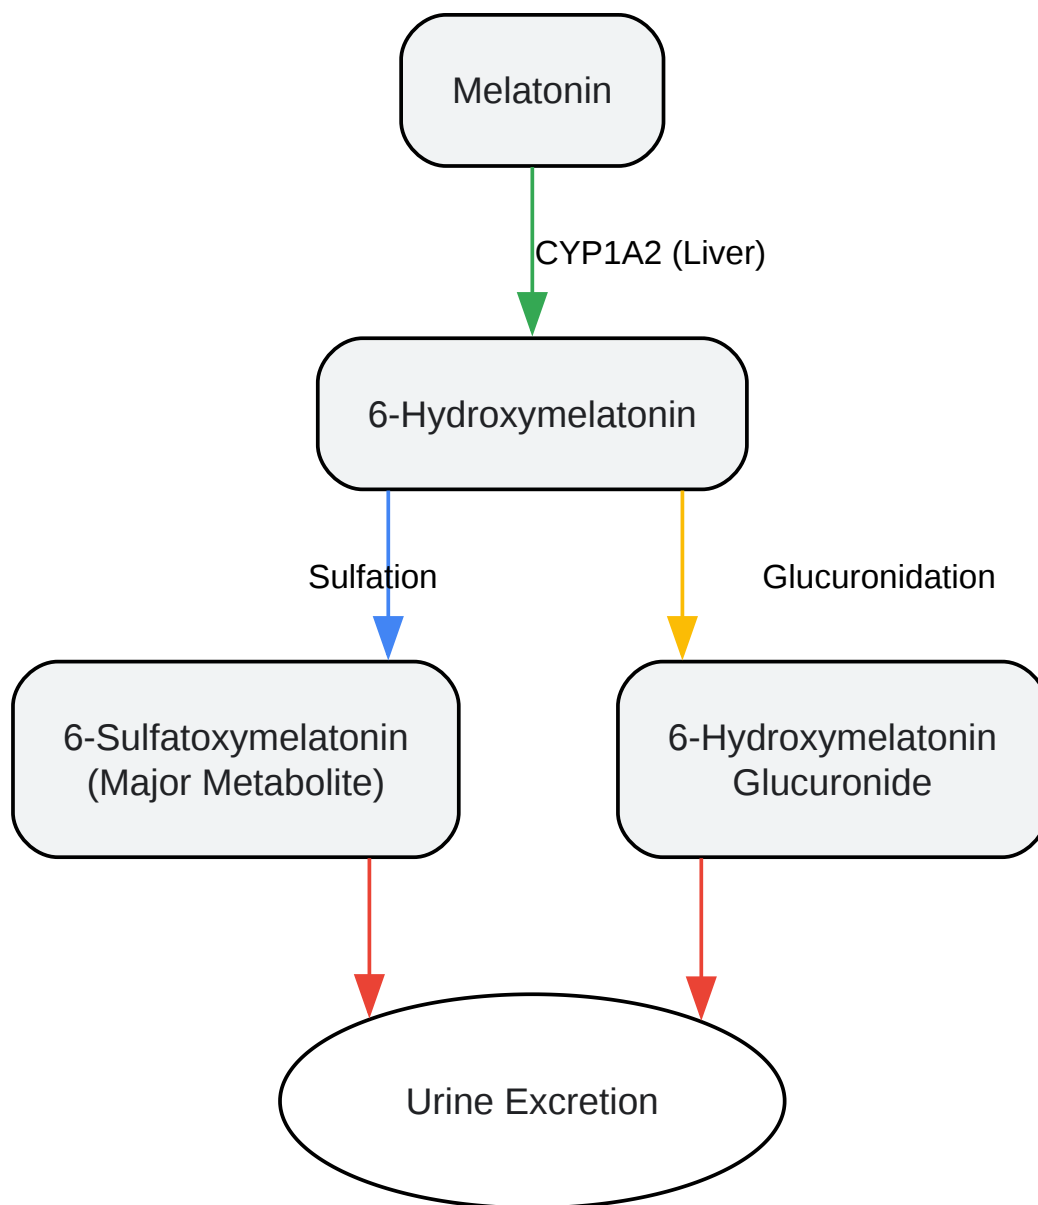 Melatonin
CYP1A2 (Liver)
6-Hydroxymelatonin
Sulfation
Glucuronidation
6-Sulfatoxymelatonin
(Major Metabolite)
6-Hydroxymelatonin
Glucuronide
Urine Excretion